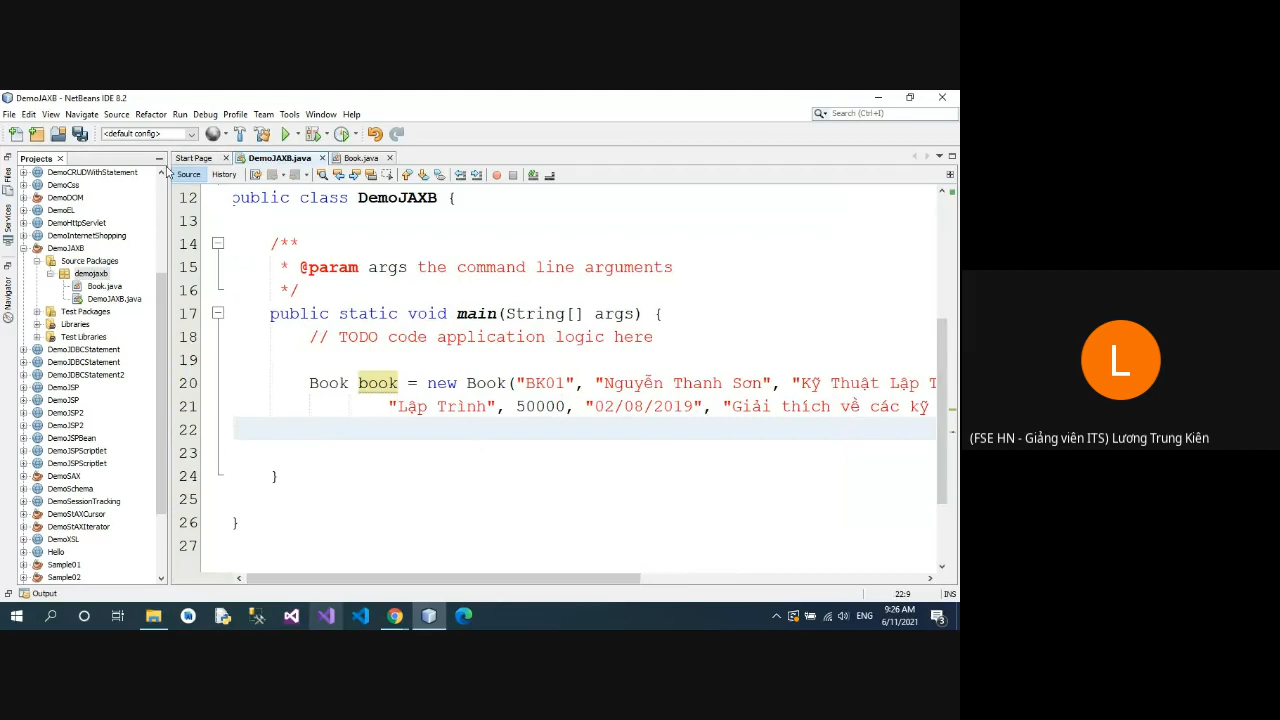 DemoJAXB - NetBeans IDE 8.2
File Edit View Navigate Source Refactor Run Debug Profile Team Tools Window Help
Search (Ctrl+I)
<default config>
Projects
Start Page DemoJAXB.java Book.java
Source History
Files
Services
Navigator
DemoCRUDWithStatement
DemoCss
DemoDOM
DemoEL
DemoHttpServlet
DemoInternetShopping
DemoJAXB
Source Packages
demojaxb
Book.java
DemoJAXB.java
Test Packages
Libraries
Test Libraries
DemoJDBCStatement
DemoJDBCStatement
DemoJDBCStatement2
DemoJSP
DemoJSP
DemoJSP2
DemoJSP2
DemoJSPBean
DemoJSPScriptlet
DemoJSPScriptlet
DemoSAX
DemoSchema
DemoSessionTracking
DemoStAXCursor
DemoStAXIterator
DemoXSL
Hello
Sample01
Sample02
12 public class DemoJAXB {
13
14 /**
15 * @param args the command line arguments
16 */
17 public static void main(String[] args) {
18 // TODO code application logic here
19
20 Book book = new Book("BK01", "Nguyễn Thanh Sơn", "Kỹ Thuật Lập T
21 "Lập Trình", 50000, "02/08/2019", "Giải thích về các kỹ
22
23
24 }
25
26 }
27
Output
22:9 INS
ENG
9:26 AM
6/11/2021
3
L
(FSE HN - Giảng viên ITS) Lương Trung Kiên